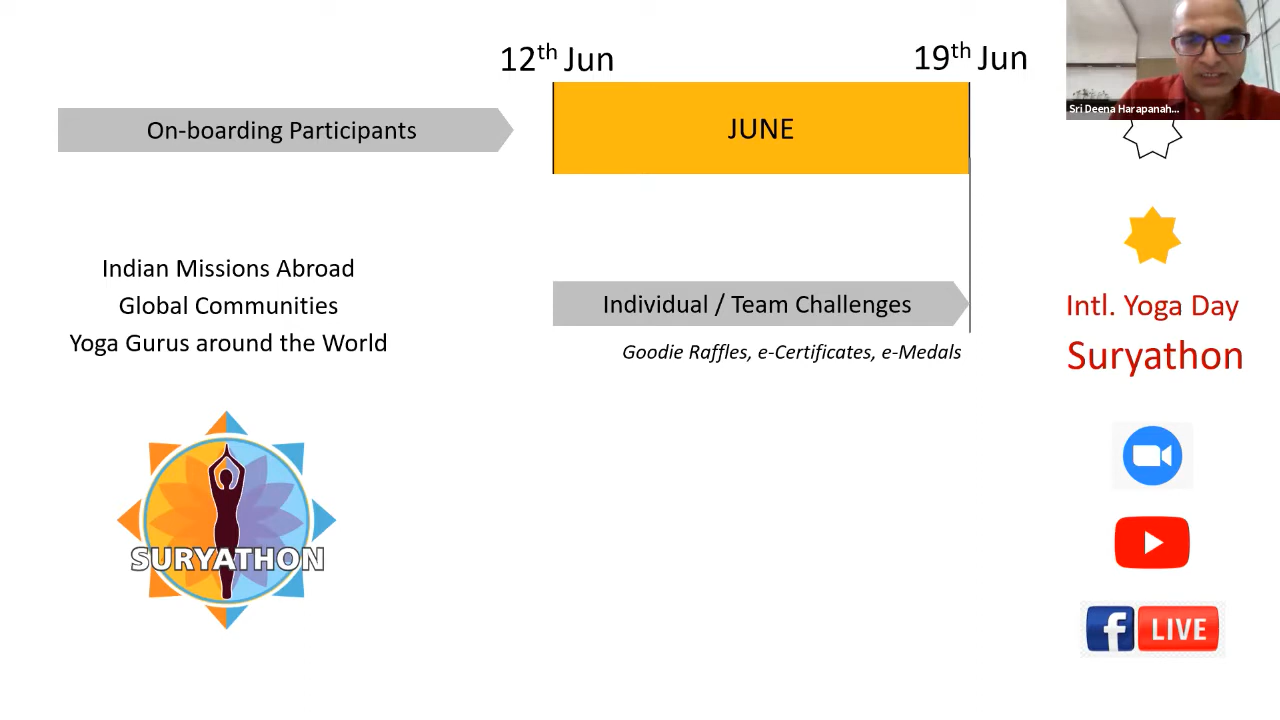 12th Jun
19th Jun
Sri Deena Harapanah...
On-boarding Participants
JUNE
Indian Missions Abroad
Global Communities
Yoga Gurus around the World
Individual / Team Challenges
Goodie Raffles, e-Certificates, e-Medals
Intl. Yoga Day
Suryathon
SURYATHON
f LIVE